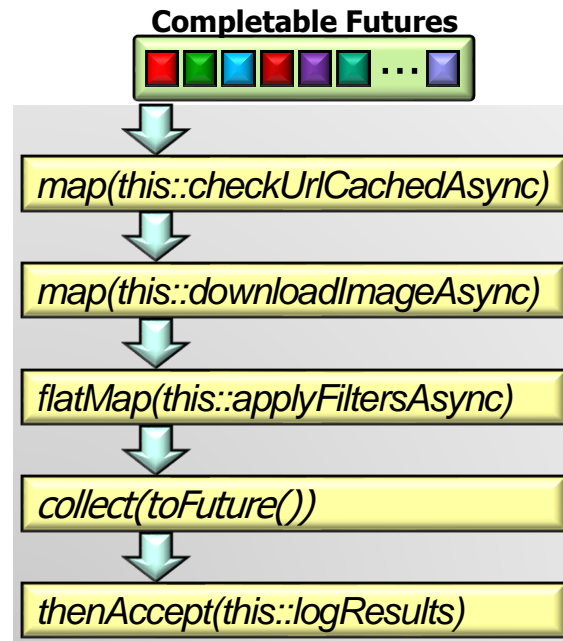 Completable Futures
...
map(this::checkUrlCachedAsync)
map(this::downloadImageAsync)
flatMap(this::applyFiltersAsync)
collect(toFuture())
thenAccept(this::logResults)